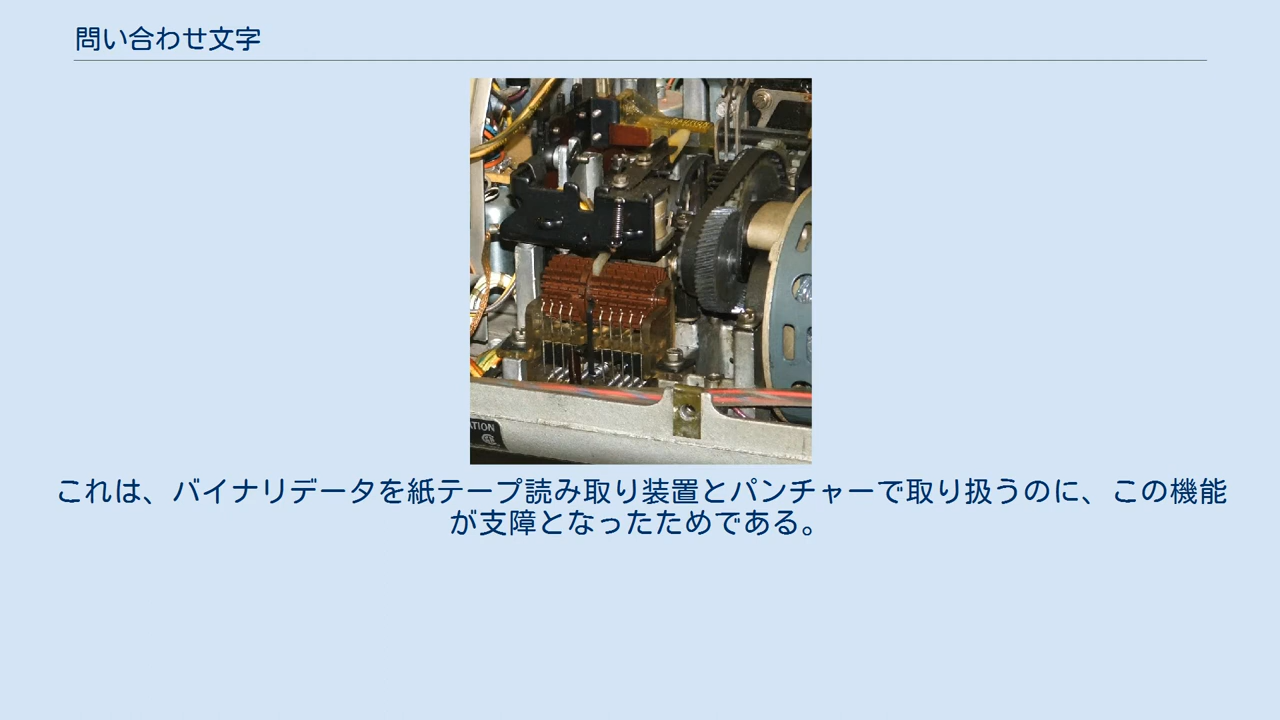 問い合わせ文字
ATION
これは、バイナリデータを紙テープ読み取り装置とパンチャーで取り扱うのに、この機能
が支障となったためである。